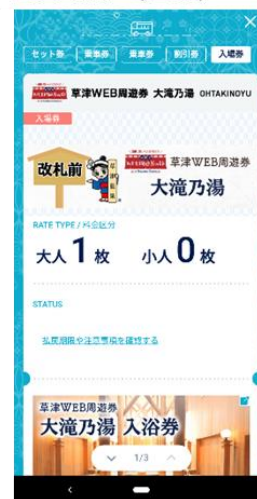 セット券 乗車券 乗車券 割引券 入場券
草津WEB周遊券 大滝乃湯 OHTAKINOYU
入場券
改札前
草津WEB周遊券
大滝乃湯
RATE TYPE / 料金区分
大人 1 枚 小人 0 枚
STATUS
払戻期限や注意事項を確認する
草津WEB周遊券
大滝乃湯 入浴券
1/3